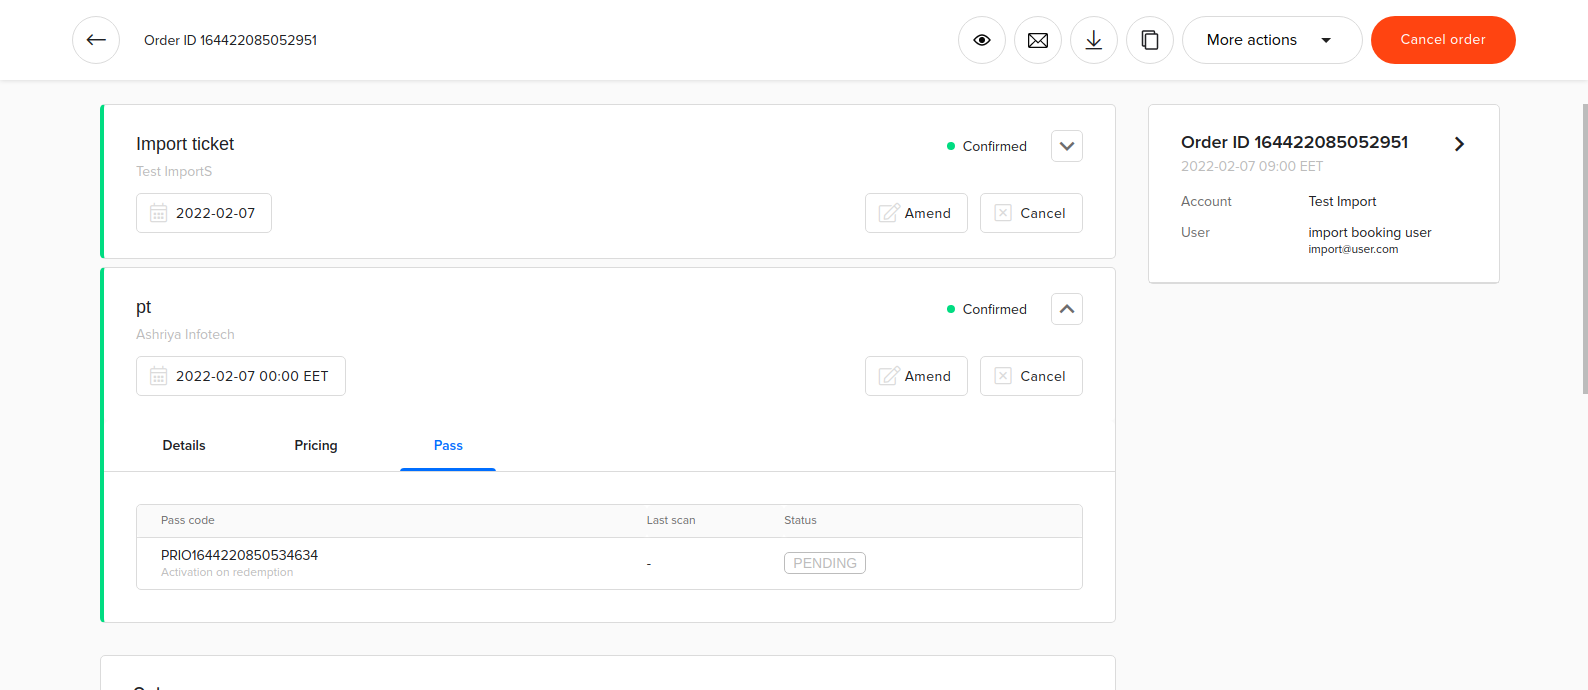 Order ID 164422085052951
More actions
Cancel order
Import ticket
Confirmed
Test ImportS
2022-02-07
Amend
Cancel
pt
Confirmed
Ashriya Infotech
2022-02-07 00:00 EET
Amend
Cancel
Details
Pricing
Pass
Pass code
Last scan
Status
PRIO1644220850534634
Activation on redemption
-
PENDING
Order ID 164422085052951
2022-02-07 09:00 EET
Account
Test Import
User
import booking user
import@user.com